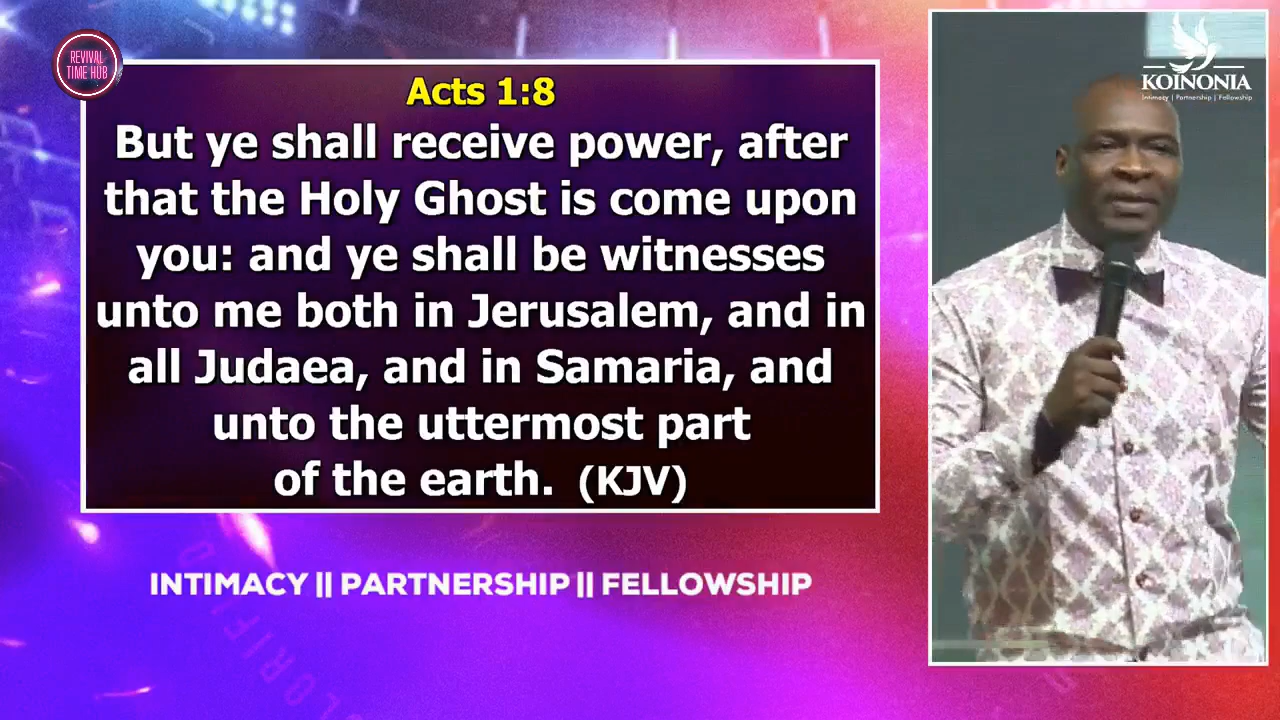 REVIVAL
TIME HUB
Acts 1:8
But ye shall receive power, after
that the Holy Ghost is come upon
you: and ye shall be witnesses
unto me both in Jerusalem, and in
all Judaea, and in Samaria, and
unto the uttermost part
of the earth. (KJV)
INTIMACY || PARTNERSHIP || FELLOWSHIP
KOINONIA
Intimacy | Partnership | Fellowship